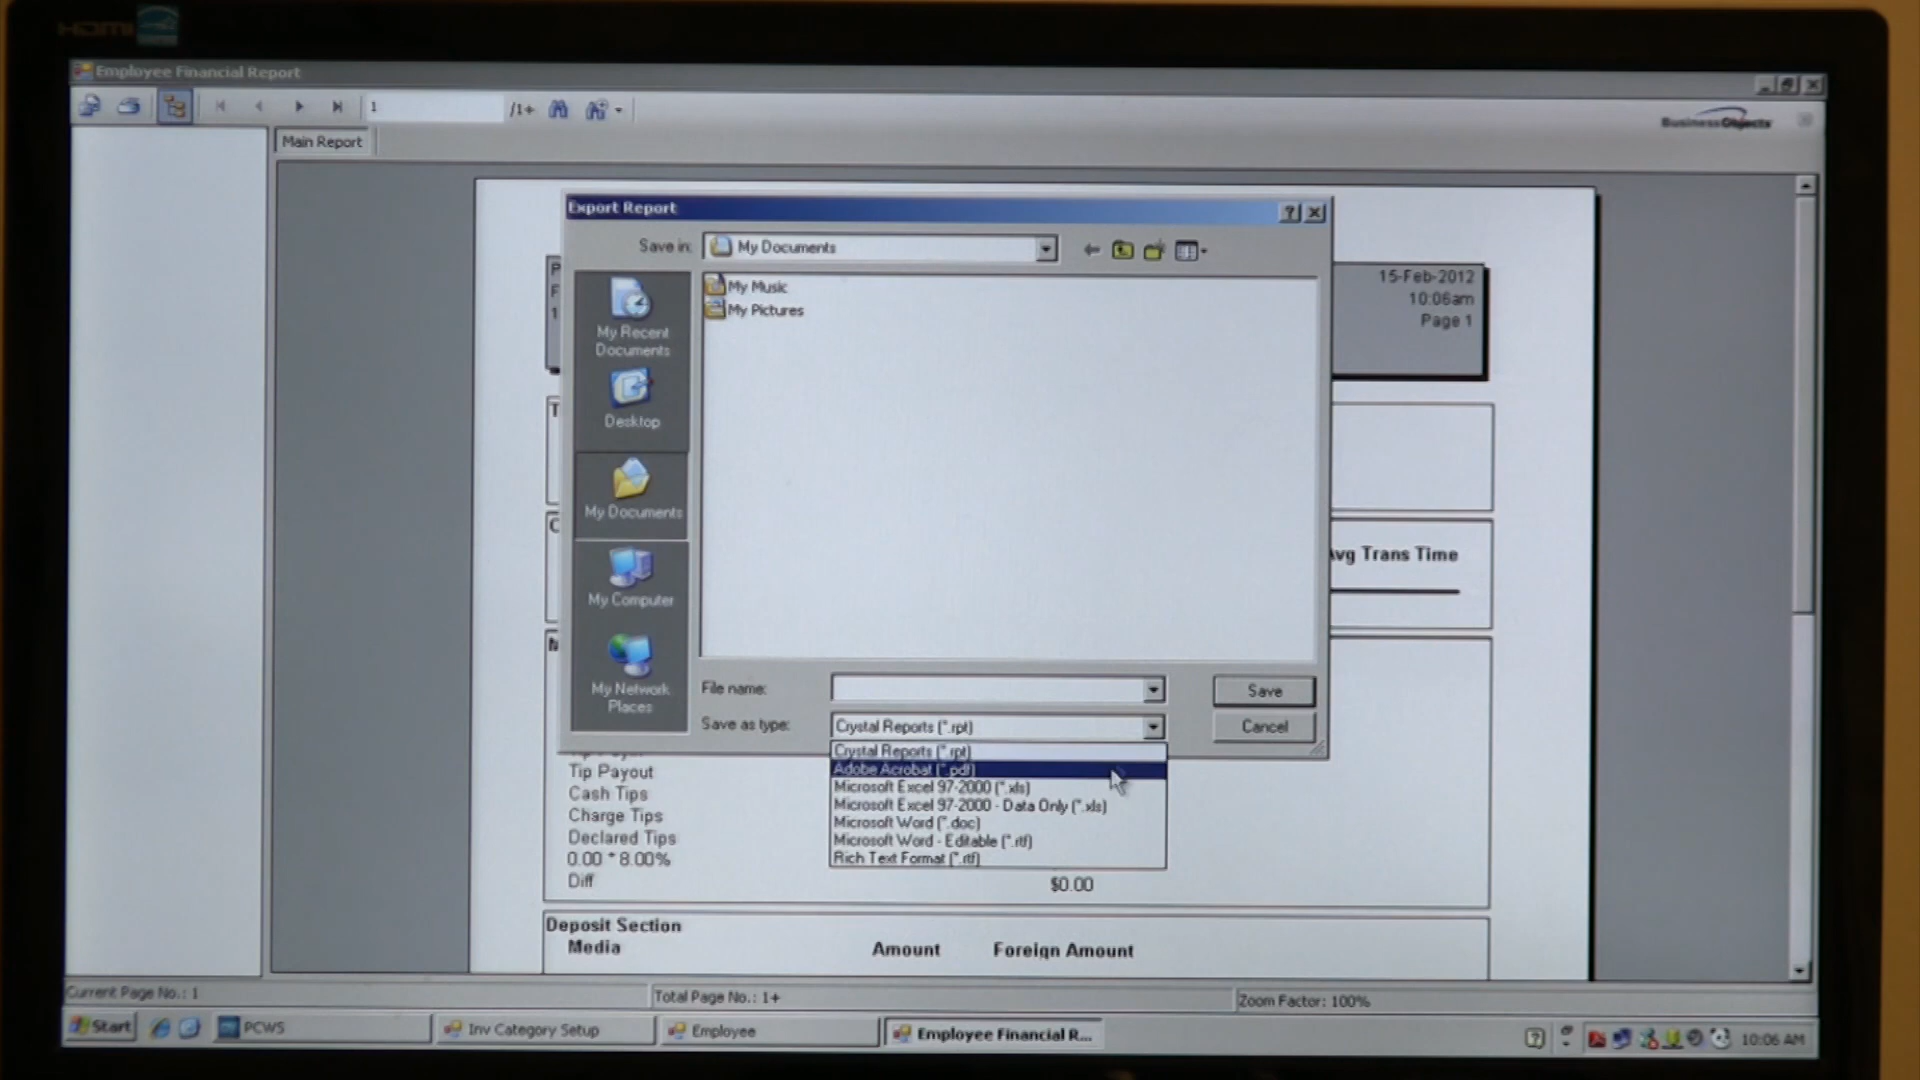 HDMI
Employee Financial Report
1
/1+
BusinessObjects
Main Report
Export Report
Save in:
My Documents
My Music
My Pictures
My Recent
Documents
Desktop
My Documents
My Computer
My Network
Places
File name:
Save
Save as type:
Crystal Reports (*.rpt)
Cancel
Crystal Reports (*.rpt)
Adobe Acrobat (*.pdf)
Microsoft Excel 97-2000 (*.xls)
Microsoft Excel 97-2000 - Data Only (*.xls)
Microsoft Word (*.doc)
Microsoft Word - Editable (*.rtf)
Rich Text Format (*.rtf)
15-Feb-2012
10:06am
Page 1
Avg Trans Time
Tip Payout
Cash Tips
Charge Tips
Declared Tips
0.00 * 8.00%
Diff
$0.00
Deposit Section
Media Amount Foreign Amount
Current Page No.: 1
Total Page No.: 1+
Zoom Factor: 100%
Start
PCWS
Inv Category Setup
Employee
Employee Financial R...
10:06 AM